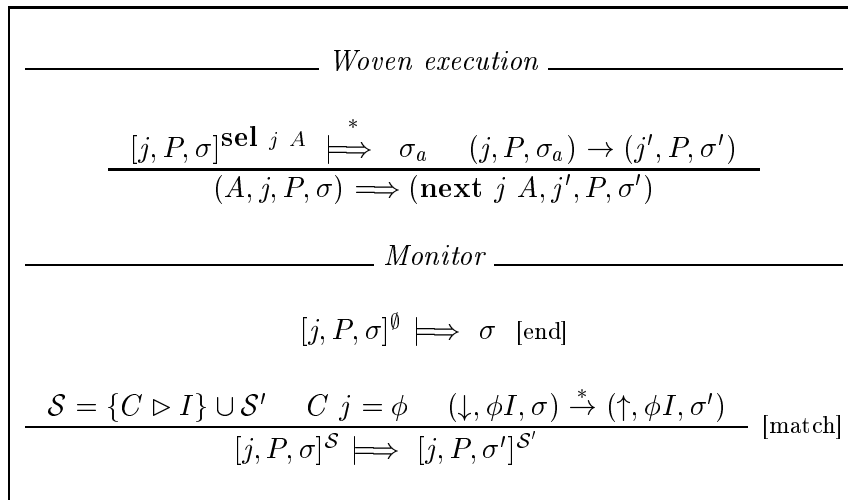 Woven execution
[j, P, σ]^{sel j A} |⟹* σ_a (j, P, σ_a) → (j′, P, σ′)
(A, j, P, σ) ⟹ (next j A, j′, P, σ′)
Monitor
[j, P, σ]^∅ |⟹ σ [end]
𝒮 = {C ▷ I} ∪ 𝒮′ C j = ϕ (↓, ϕI, σ) →* (↑, ϕI, σ′)
[match]
[j, P, σ]^𝒮 |⟹ [j, P, σ′]^𝒮′